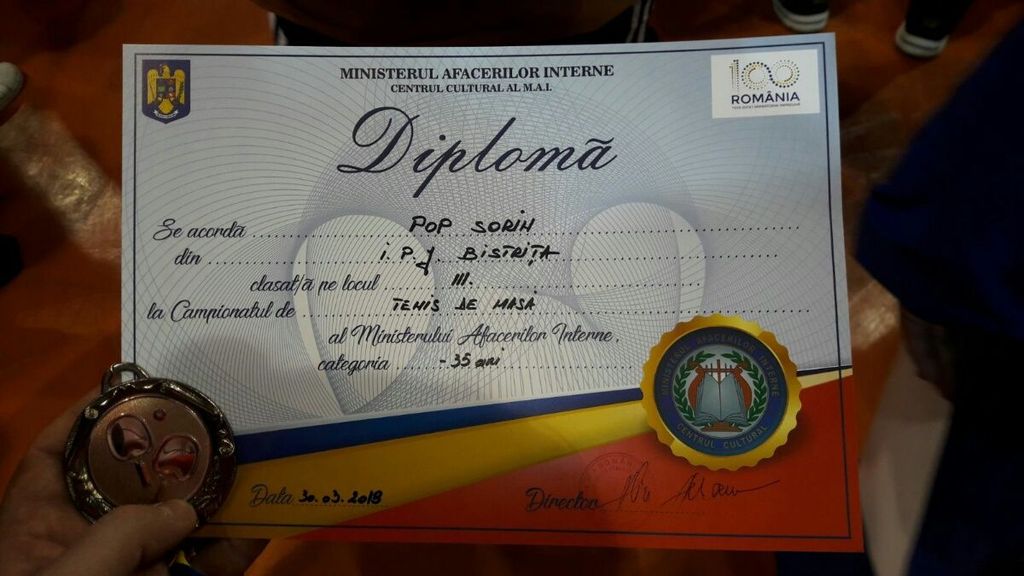 MINISTERUL AFACERILOR INTERNE
CENTRUL CULTURAL AL M.A.I.
100
ROMÂNIA
Diplomă
Se acordă POP SORIN
din I.P.J. BISTRIȚA
clasat/ă pe locul III.
la Campionatul de TENIS DE MASĂ
al Ministerului Afacerilor Interne,
categoria -35 ani
MINISTERUL AFACERILOR INTERNE
CENTRUL CULTURAL
Data 30.03.2018
Director